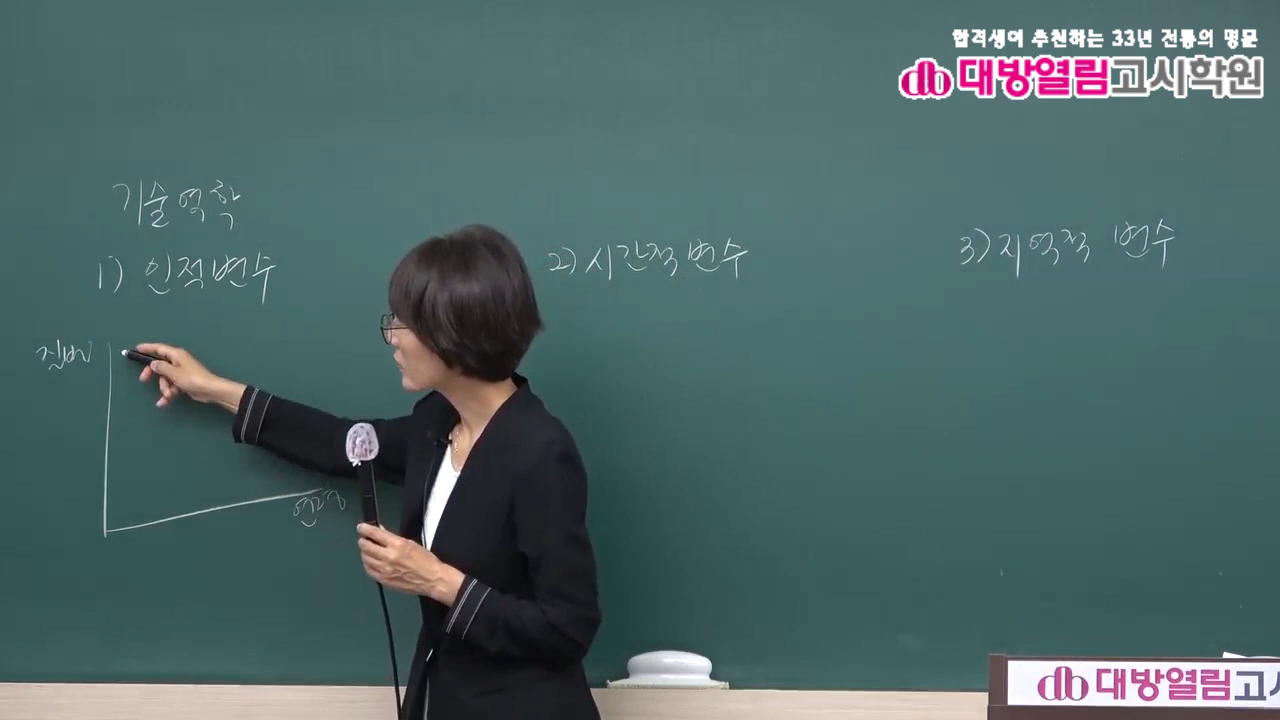 합격생이 추천하는 33년 전통의 명문
대방열림고시학원
기술역학
1) 인적변수
2) 시간적 변수
3) 지역적 변수
대방열림고시